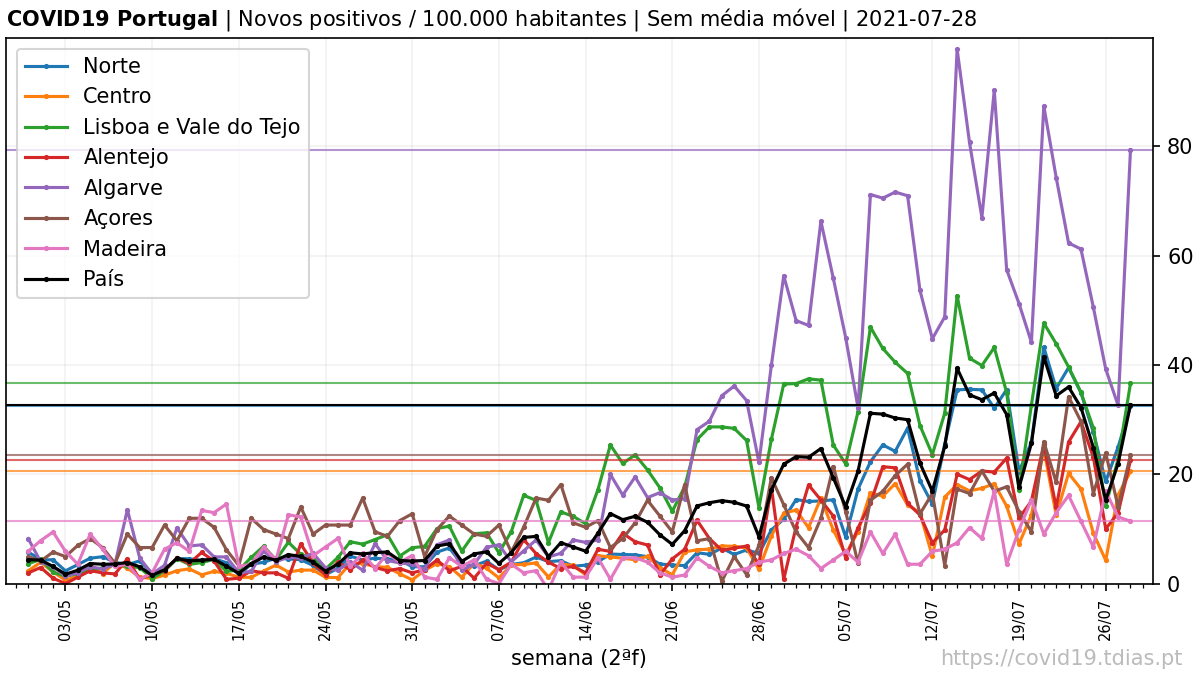 COVID19 Portugal | Novos positivos / 100.000 habitantes | Sem média móvel | 2021-07-28
Norte
Centro
Lisboa e Vale do Tejo
Alentejo
Algarve
Açores
Madeira
País
80
60
40
20
0
03/05
10/05
17/05
24/05
31/05
07/06
14/06
21/06
28/06
05/07
12/07
19/07
26/07
semana (2ªf)
https://covid19.tdias.pt